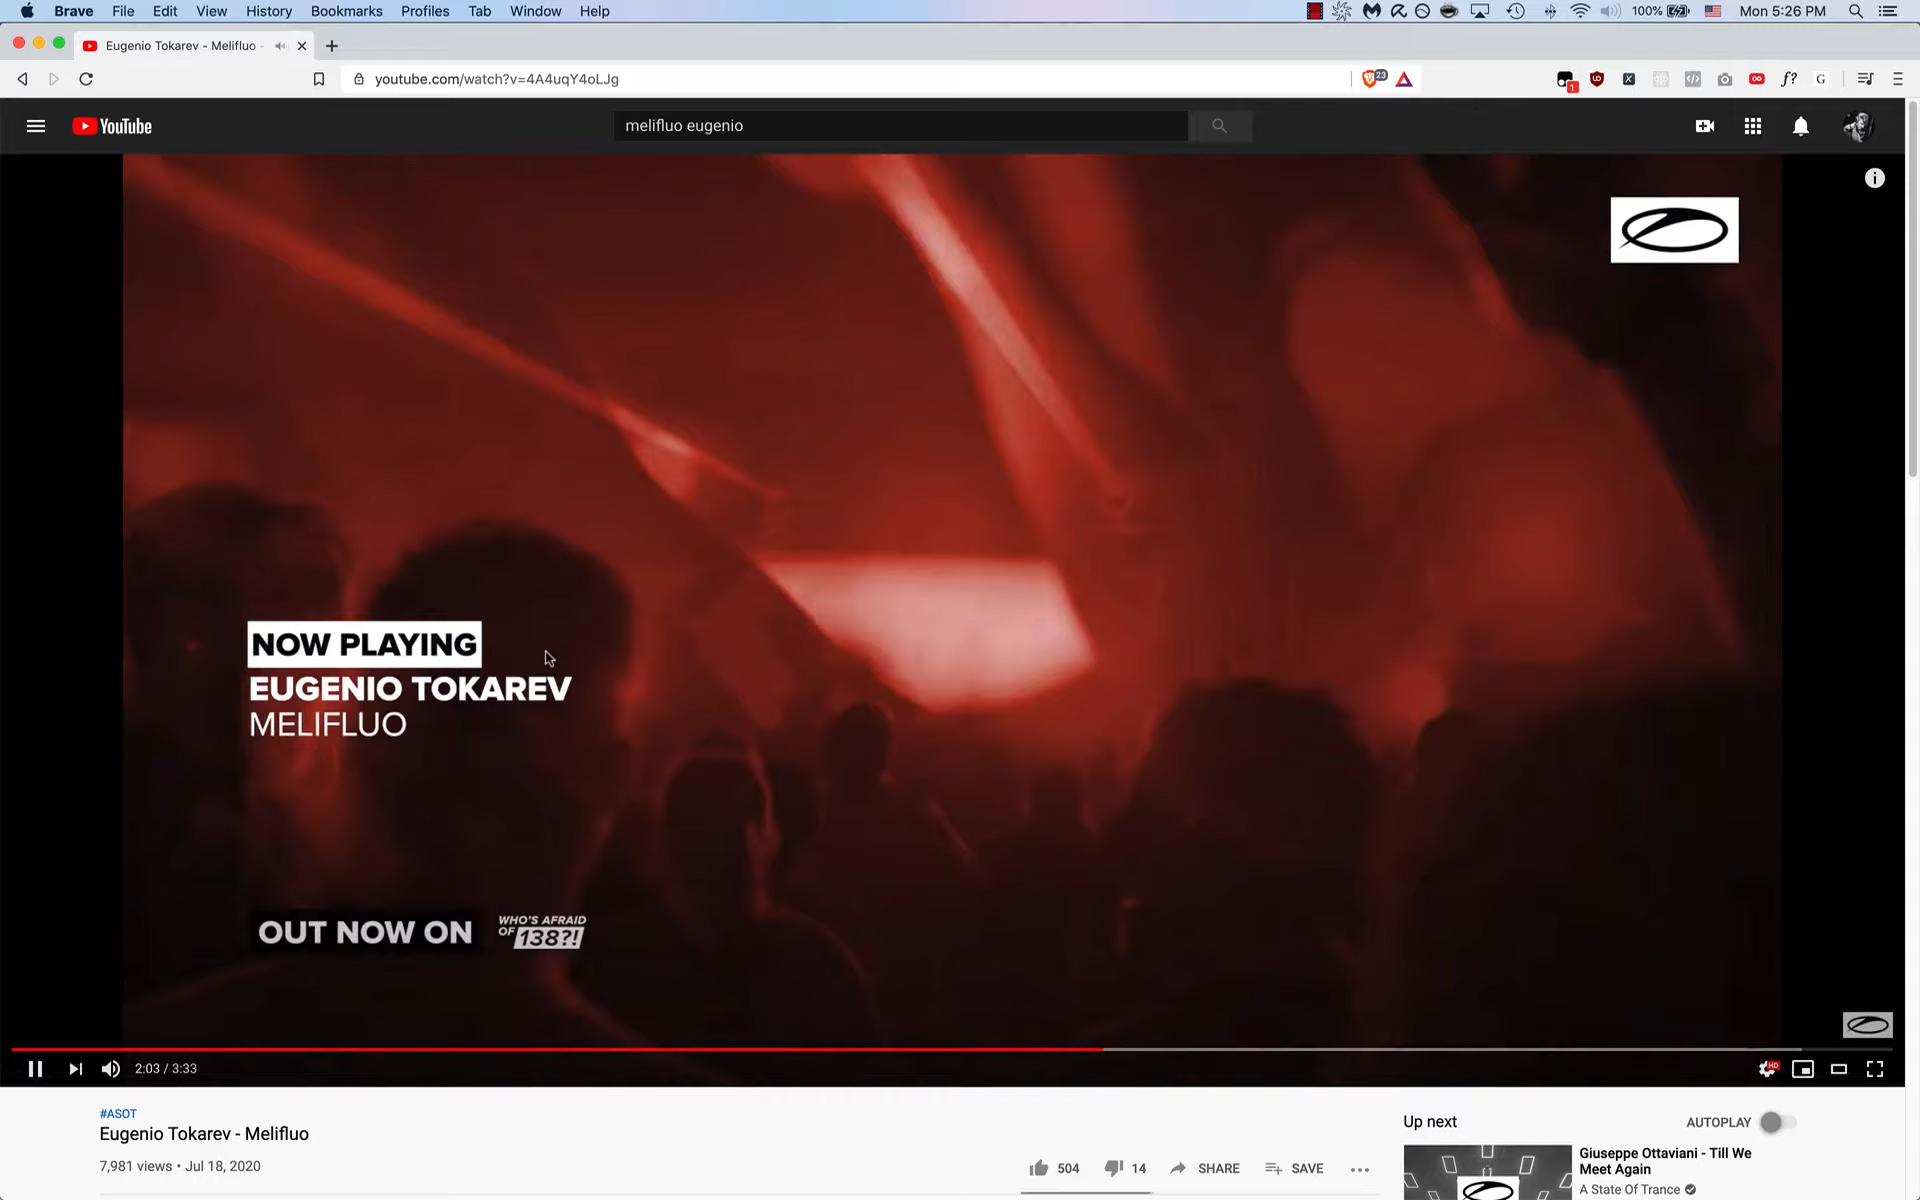 Brave File Edit View History Bookmarks Profiles Tab Window Help
100% Mon 5:26 PM
Eugenio Tokarev - Melifluo -
youtube.com/watch?v=4A4uqY4oLJg
23
1
f?
G
YouTube
melifluo eugenio
NOW PLAYING
EUGENIO TOKAREV
MELIFLUO
OUT NOW ON
WHO'S AFRAID
OF 138?!
2:03 / 3:33
HD
#ASOT
Eugenio Tokarev - Melifluo
7,981 views • Jul 18, 2020
504 14 SHARE SAVE
Up next
AUTOPLAY
Giuseppe Ottaviani - Till We
Meet Again
A State Of Trance